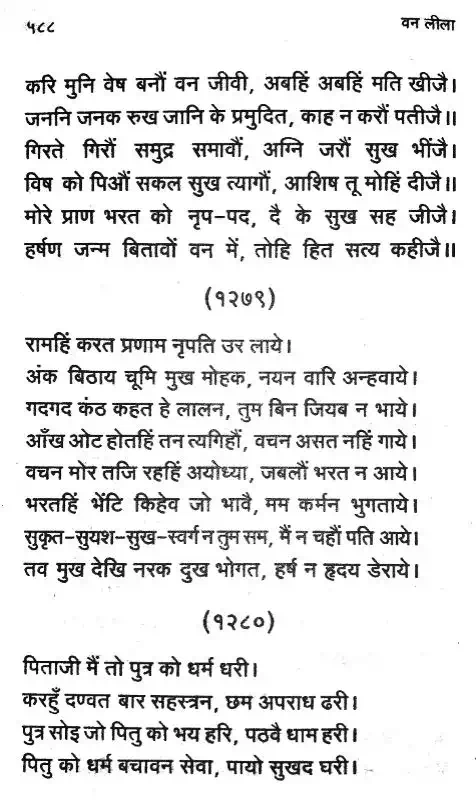 ५८८
वन लीला
करि मुनि वेष बनौं वन जीवी, अबहिं अबहिं मति खीजै।
जननि जनक रुख जानि के प्रमुदित, काह न करौं पतीजै॥
गिरते गिरौं समुद्र समावौं, अग्नि जरौं सुख भींजै।
विष को पिऔं सकल सुख त्यागौं, आशिष तू मोहिं दीजै॥
मोरे प्राण भरत को नृप-पद, दै के सुख सह जीजै।
हर्षण जन्म बितावों वन में, तोहि हित सत्य कहीजै॥
(१२७९)
रामहिं करत प्रणाम नृपति उर लाये।
अंक बिठाय चूमि मुख मोहक, नयन वारि अन्हवाये।
गदगद कंठ कहत हे लालन, तुम बिन जियब न भाये।
आँख ओट होतहिं तन त्यगिहौं, वचन असत नहिं गाये।
वचन मोर तजि रहहिं अयोध्या, जबलौं भरत न आये।
भरतहिं भेंटि किहेव जो भावै, मम कर्मन भुगताये।
सुकृत-सुयश-सुख-स्वर्ग न तुम सम, मैं न चहौं पति आये।
तव मुख देखि नरक दुख भोगत, हर्ष न हृदय डेराये।
(१२८०)
पिताजी मैं तो पुत्र को धर्म धरी।
करहुँ दण्वत बार सहस्त्रन, छम अपराध ढरी।
पुत्र सोइ जो पितु को भय हरि, पठवै धाम हरी।
पितु को धर्म बचावन सेवा, पायो सुखद घरी।